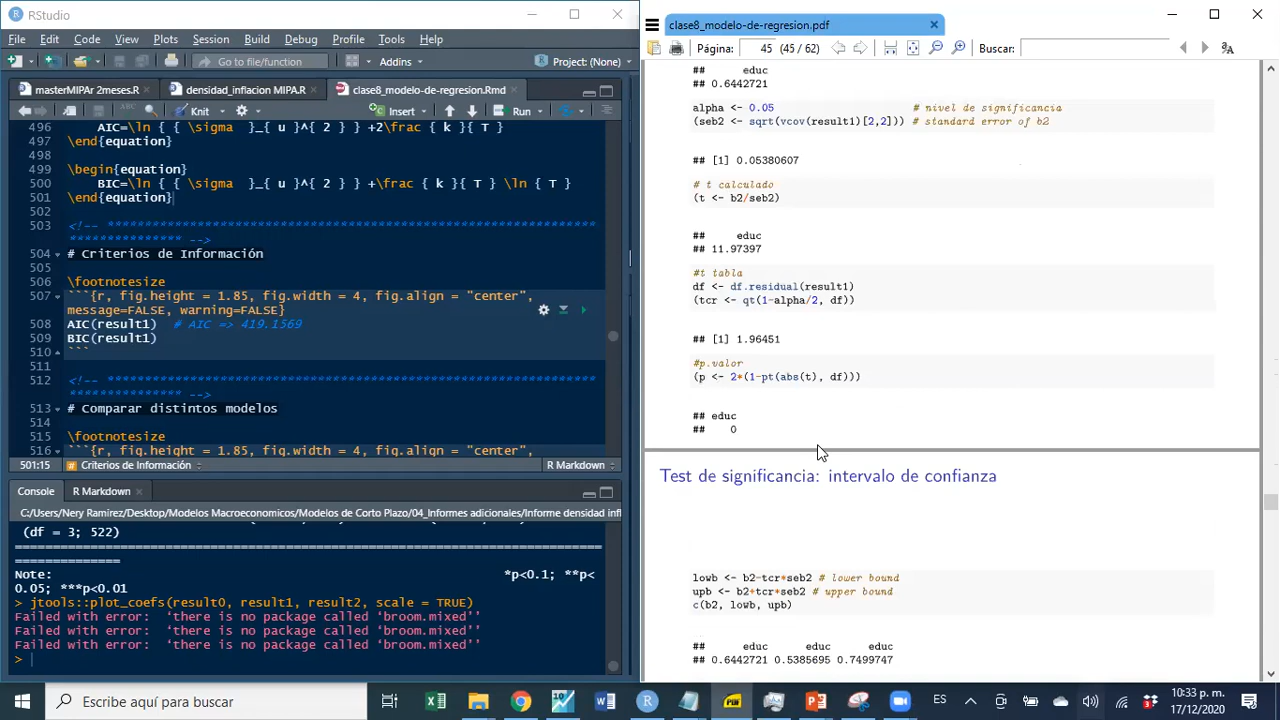 RStudio
File Edit Code View Plots Session Build Debug Profile Tools Help
Go to file/function
Addins
Project: (None)
materMIPAr 2meses.R
densidad_inflacion MIPA.R
clase8_modelo-de-regresion.Rmd
Knit
Insert
Run
496 AIC=\ln { { \sigma }_{ u }^{ 2 } } +2\frac { k }{ T }
497 \end{equation}
498
499 \begin{equation}
500 BIC=\ln { { \sigma }_{ u }^{ 2 } } +\frac { k }{ T } \ln { T }
501 \end{equation}
502
503 <!-- **************************************************************************
*************** -->
504 # Criterios de Información
505
506 \footnotesize
507 ```{r, fig.height = 1.85, fig.width = 4, fig.align = "center",
message=FALSE, warning=FALSE}
508 AIC(result1) # AIC => 419.1569
509 BIC(result1)
510 ```
511
512 <!-- **************************************************************************
*************** -->
513 # Comparar distintos modelos
514
515 \footnotesize
516 ```{r, fig.height = 1.85, fig.width = 4, fig.align = "center",
501:15 # Criterios de Información R Markdown
Console R Markdown
C:/Users/Nery Ramirez/Desktop/Modelos Macroeconomicos/Modelos de Corto Plazo/04_Informes adicionales/Informe densidad infl
(df = 3; 522)
==========================================================================
==============
Note: *p<0.1; **p<
0.05; ***p<0.01
> jtools::plot_coefs(result0, result1, result2, scale = TRUE)
Failed with error: ‘there is no package called ‘broom.mixed’’
Failed with error: ‘there is no package called ‘broom.mixed’’
Failed with error: ‘there is no package called ‘broom.mixed’’
>
clase8_modelo-de-regresion.pdf
Página: 45 (45 / 62)
Buscar:
## educ
## 0.6442721
alpha <- 0.05 # nivel de significancia
(seb2 <- sqrt(vcov(result1)[2,2])) # standard error of b2
## [1] 0.05380607
# t calculado
(t <- b2/seb2)
## educ
## 11.97397
#t tabla
df <- df.residual(result1)
(tcr <- qt(1-alpha/2, df))
## [1] 1.96451
#p.valor
(p <- 2*(1-pt(abs(t), df)))
## educ
## 0
Test de significancia: intervalo de confianza
lowb <- b2-tcr*seb2 # lower bound
upb <- b2+tcr*seb2 # upper bound
c(b2, lowb, upb)
## educ educ educ
## 0.6442721 0.5385695 0.7499747
Escribe aquí para buscar
ES
10:33 p. m.
17/12/2020